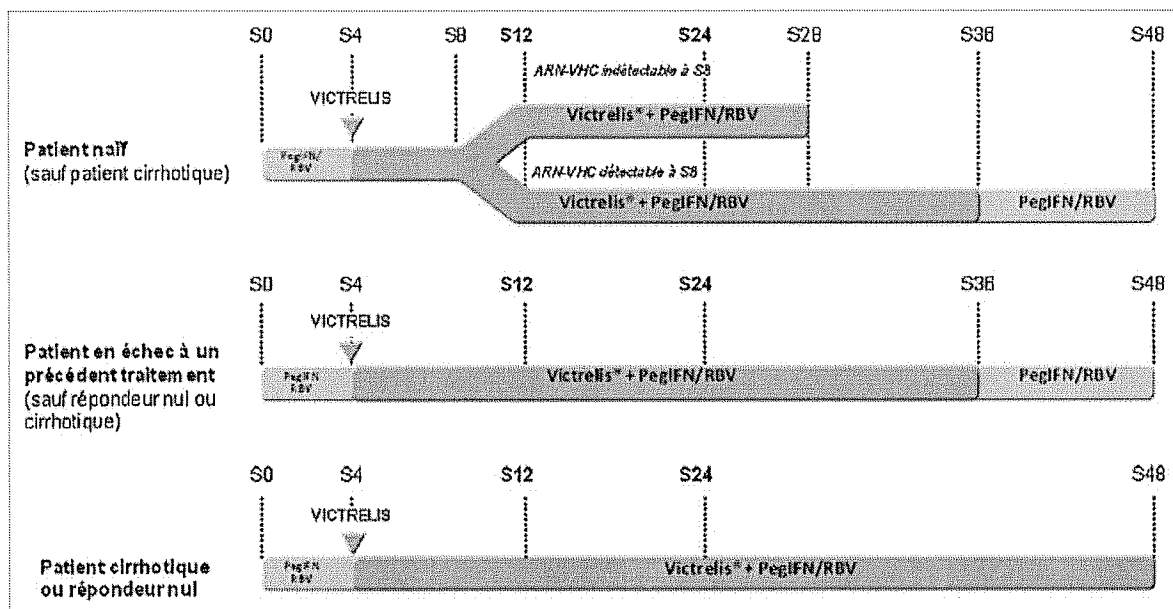 S0 S4 S8 S12 S24 S28 S36 S48
ARN-VHC indétectable à S8
VICTRELIS
Victrelis* + PegIFN/RBV
Patient naïf
(sauf patient cirrhotique)
PegIFN/
RBV
ARN-VHC détectable à S8
Victrelis* + PegIFN/RBV PegIFN/RBV
S0 S4 S12 S24 S36 S48
VICTRELIS
Patient en échec à un
précédent traitement
(sauf répondeur nul ou
cirrhotique)
PegIFN
RBV
Victrelis* + PegIFN/RBV PegIFN/RBV
S0 S4 S12 S24 S48
VICTRELIS
Patient cirrhotique
ou répondeur nul
PegIFN
RBV
Victrelis* + PegIFN/RBV